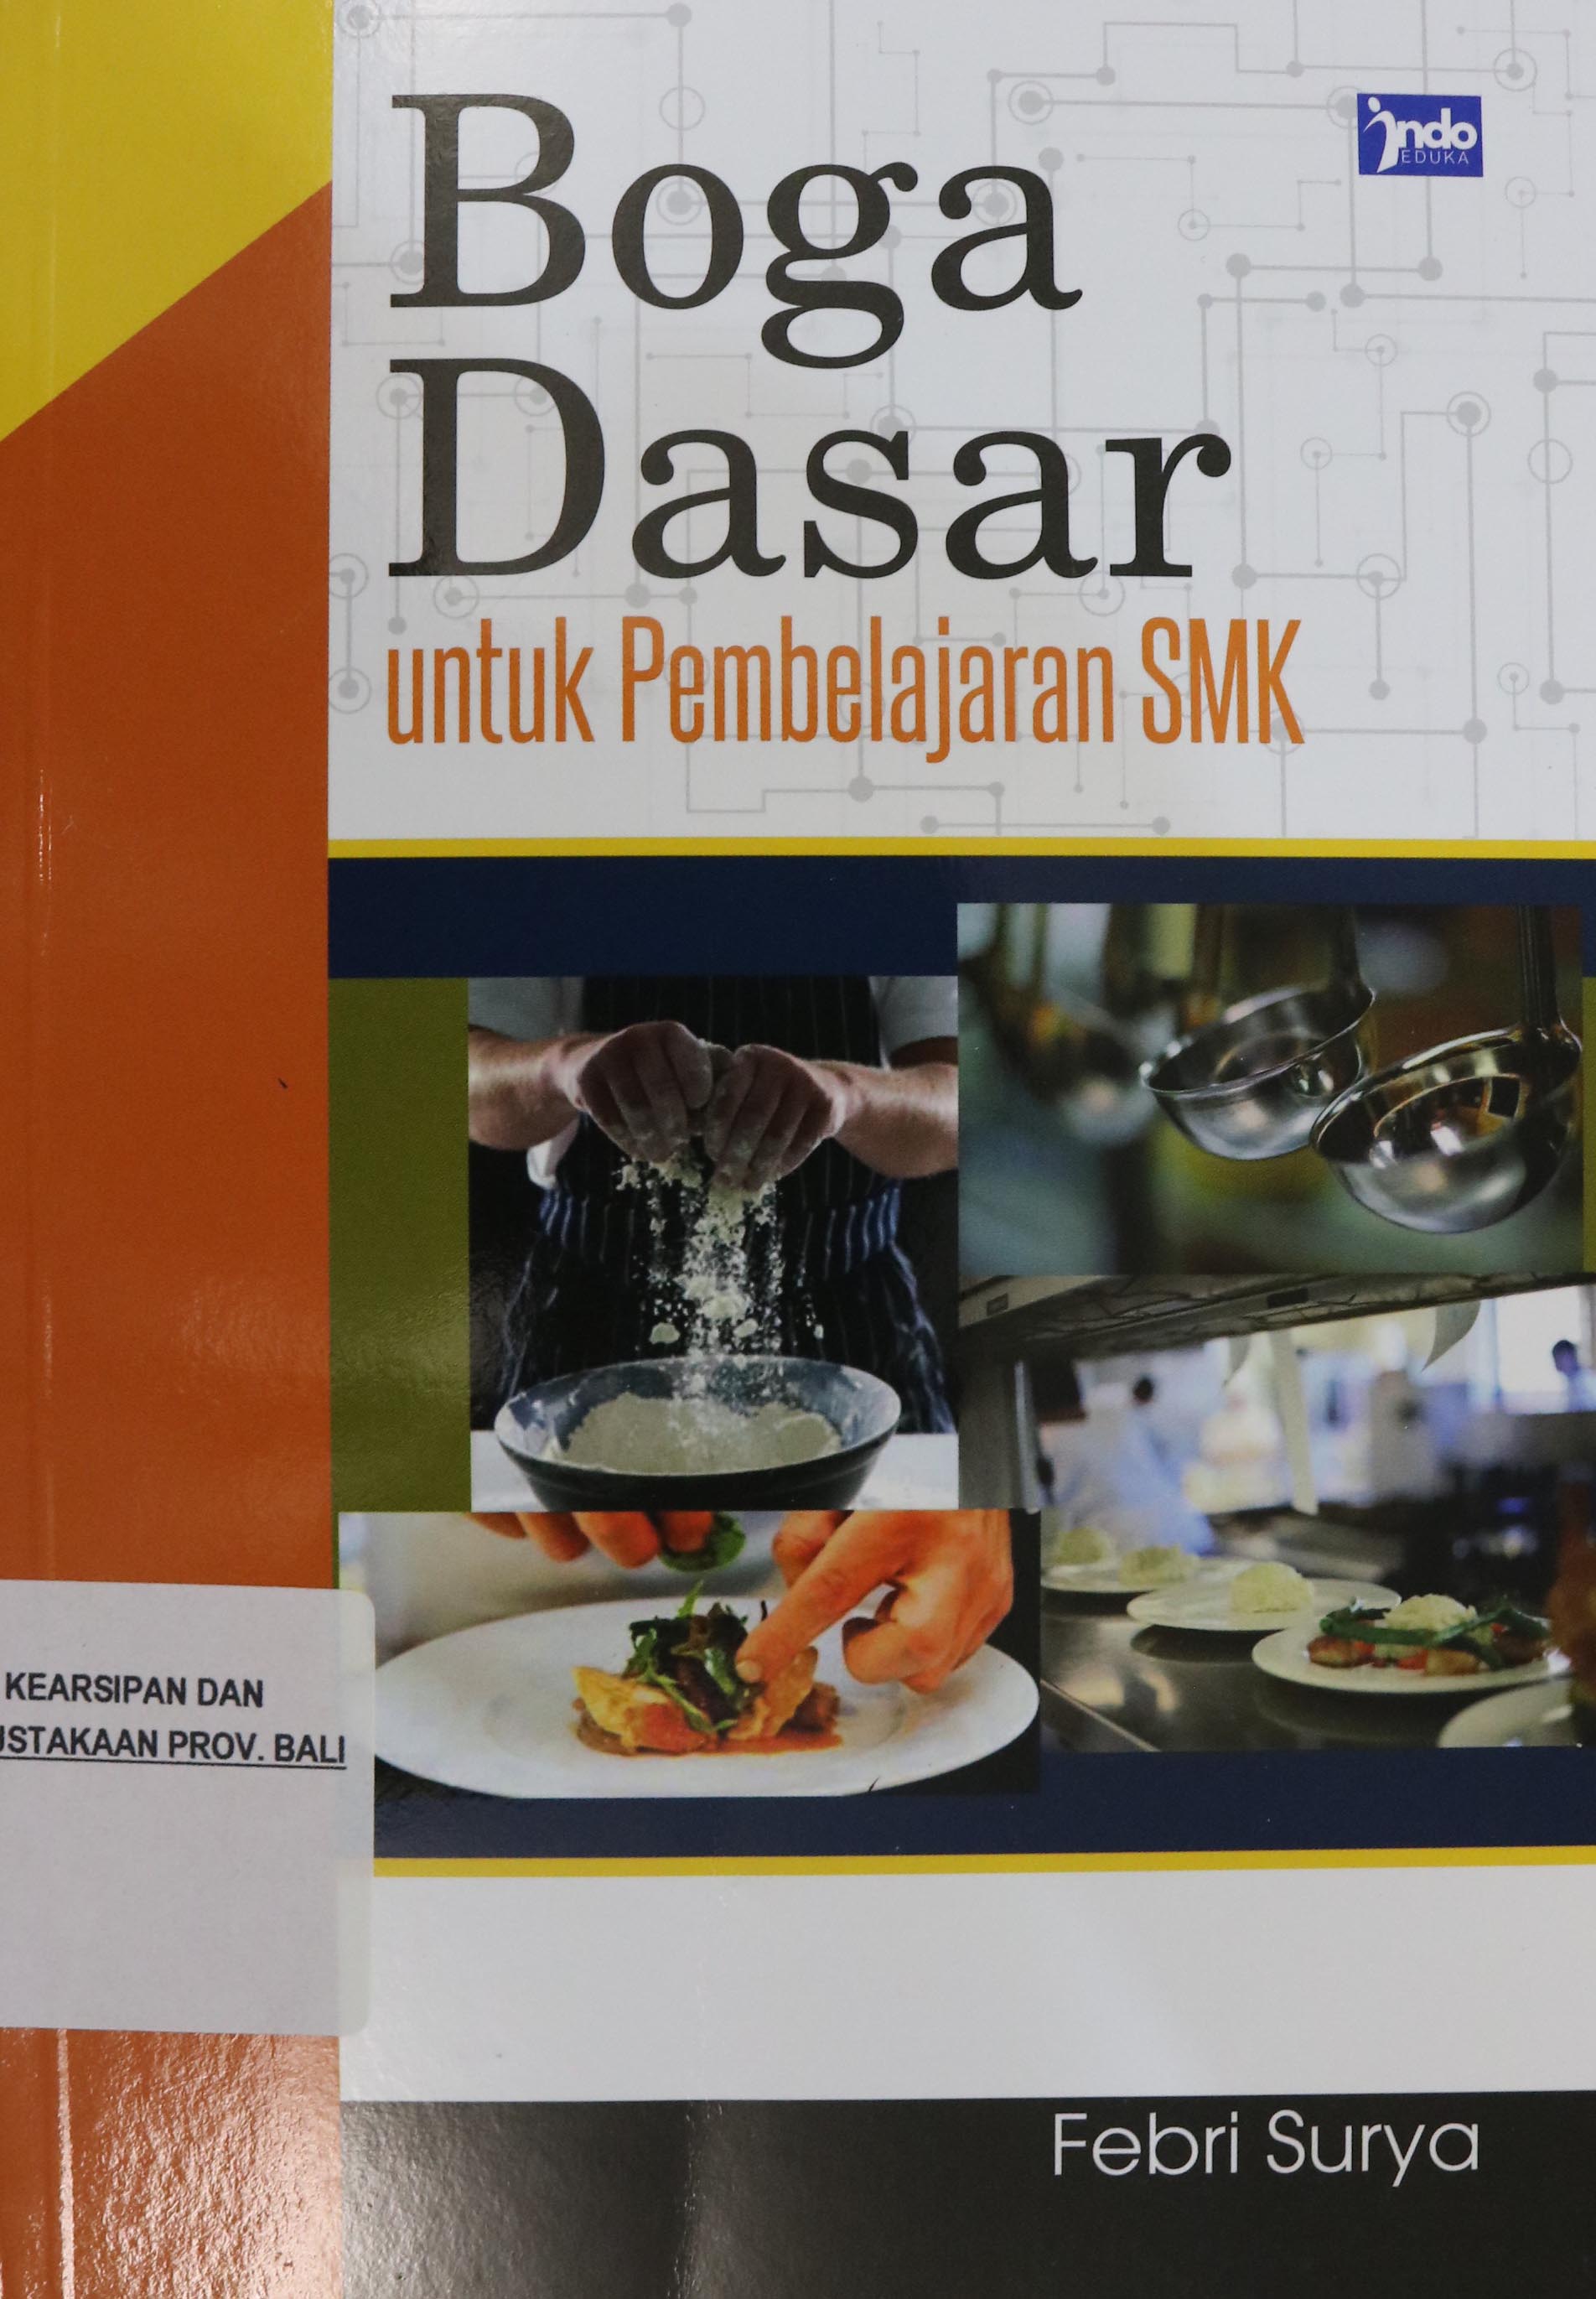 Boga
Dasar
untuk Pembelajaran SMK
indo
EDUKA
KEARSIPAN DAN
USTAKAAN PROV. BALI
Febri Surya